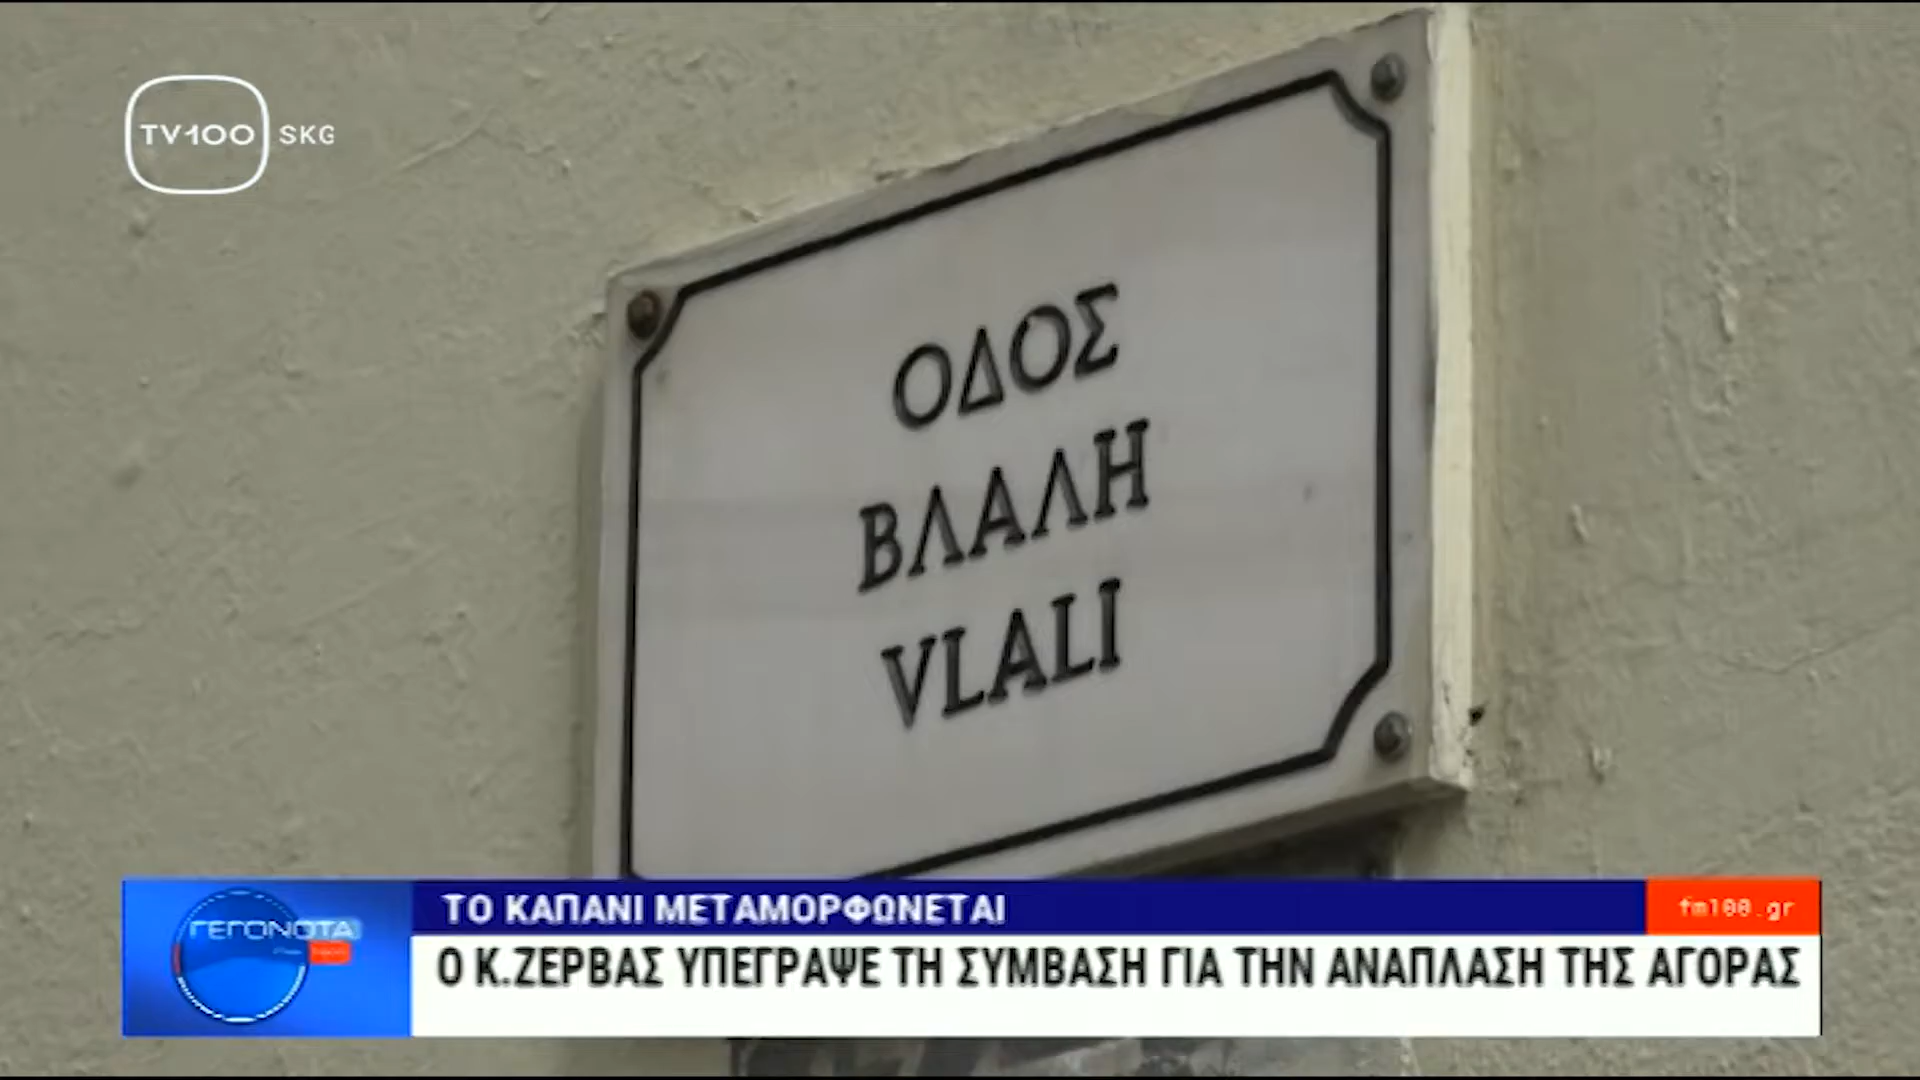 TV100 SKG
ΟΔΟΣ
ΒΛΑΛΗ
VLALI
ΓΕΓΟΝΟΤΑ
ΤΟ ΚΑΠΑΝΙ ΜΕΤΑΜΟΡΦΩΝΕΤΑΙ
fm100.gr
Ο Κ.ΖΕΡΒΑΣ ΥΠΕΓΡΑΨΕ ΤΗ ΣΥΜΒΑΣΗ ΓΙΑ ΤΗΝ ΑΝΑΠΛΑΣΗ ΤΗΣ ΑΓΟΡΑΣ